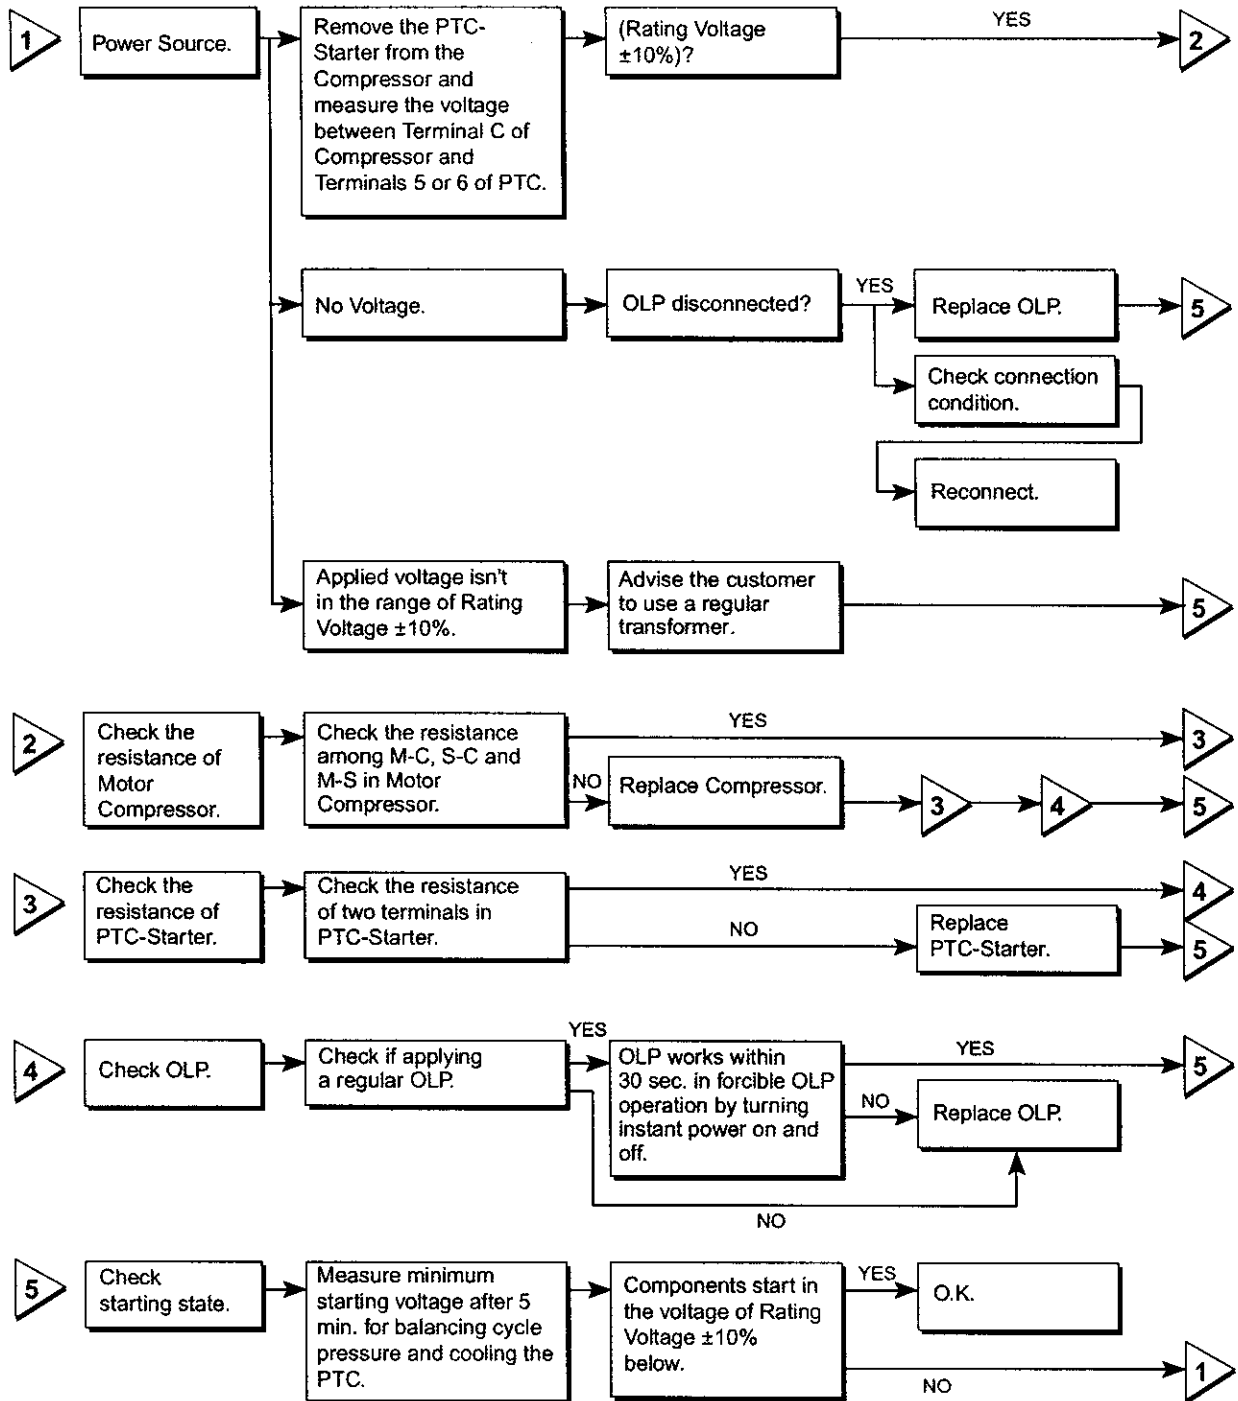 1
Power Source.
Remove the PTC-
Starter from the
Compressor and
measure the voltage
between Terminal C of
Compressor and
Terminals 5 or 6 of PTC.
(Rating Voltage
±10%)?
YES
2
No Voltage.
OLP disconnected?
YES
Replace OLP.
5
Check connection
condition.
Reconnect.
Applied voltage isn't
in the range of Rating
Voltage ±10%.
Advise the customer
to use a regular
transformer.
5
2
Check the
resistance of
Motor
Compressor.
Check the resistance
among M-C, S-C and
M-S in Motor
Compressor.
YES
3
NO
Replace Compressor.
3
4
5
3
Check the
resistance of
PTC-Starter.
Check the resistance
of two terminals in
PTC-Starter.
YES
4
NO
Replace
PTC-Starter.
5
4
Check OLP.
Check if applying
a regular OLP.
YES
OLP works within
30 sec. in forcible OLP
operation by turning
instant power on and
off.
YES
5
NO
Replace OLP.
NO
5
Check
starting state.
Measure minimum
starting voltage after 5
min. for balancing cycle
pressure and cooling the
PTC.
Components start in
the voltage of Rating
Voltage ±10%
below.
YES
O.K.
NO
1